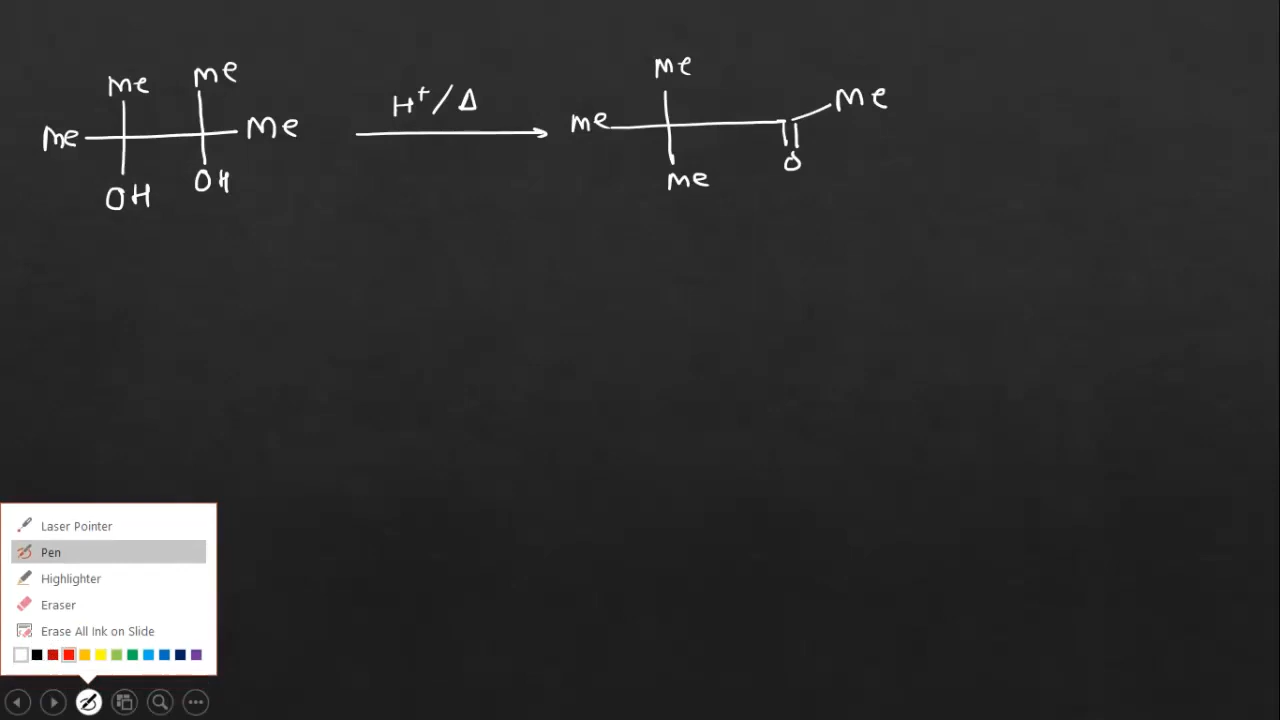 Me Me
Me Me
OH OH
H⁺/Δ
Me
Me Me
Me O
Laser Pointer
Pen
Highlighter
Eraser
Erase All Ink on Slide